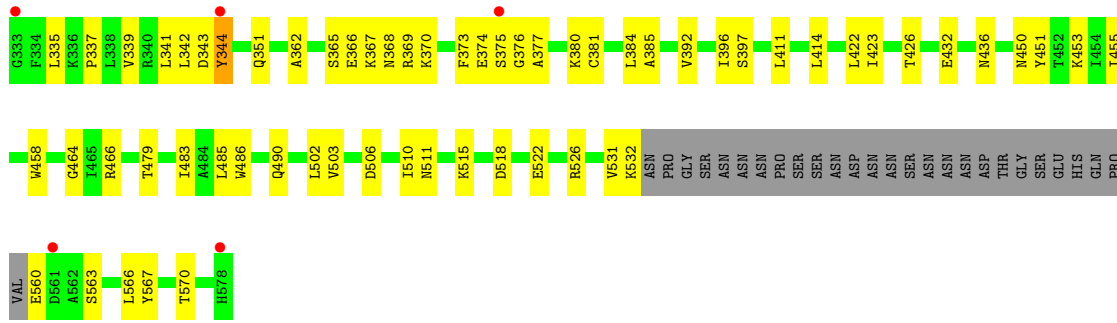 G333 F334 L335 K336 P337 L338 V339 R340 L341 L342 D343 Y344 Q351 A362 S365 E366 K367 N368 R369 K370 F373 E374 S375 G376 A377 K380 C381 L384 A385 V392 I396 S397 L411 L414 L422 I423 T426 E432 N436 N450 Y451 T452 K453 I454 I455
W458 G464 I465 R466 T479 I483 A484 L485 W486 Q490 L502 V503 D506 I510 N511 K515 D518 E522 R526 V531 K532 ASN PRO GLY SER ASN ASN ASN PRO SER SER ASN ASP ASN ASN SER ASN ASN ASN ASP THR GLY SER GLU HIS GLN PRO
VAL E560 D561 A562 S563 L566 Y567 T570 H578